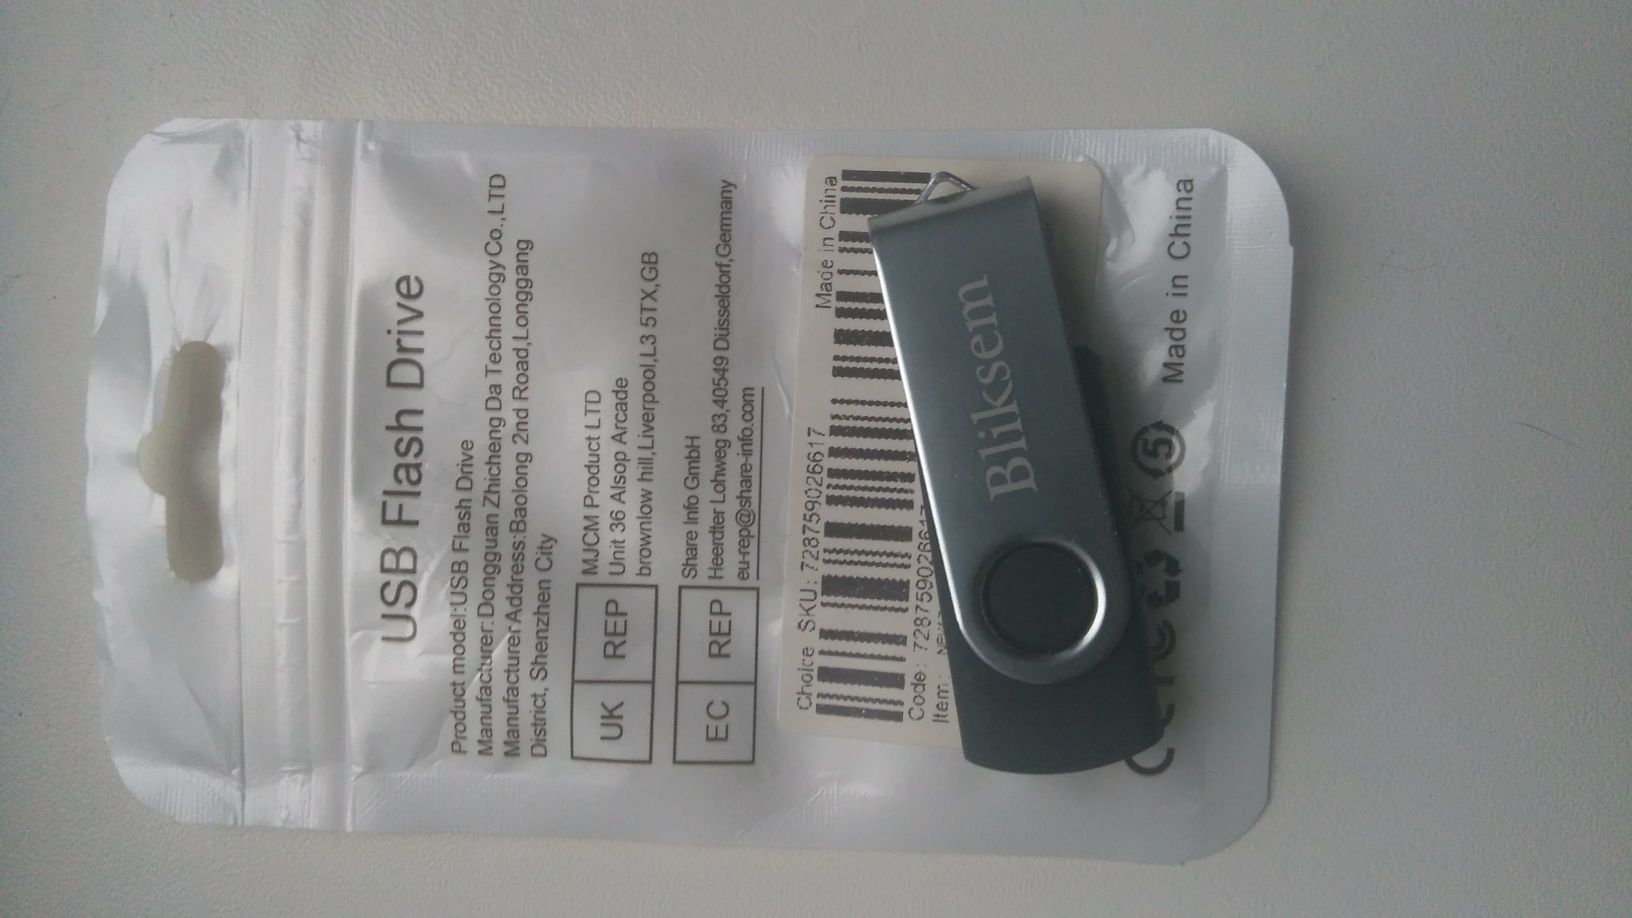 USB Flash Drive
Product model:USB Flash Drive
Manufacturer:Dongguan Zhicheng Da Technology Co.,LTD
Manufacturer Address:Baolong 2nd Road,Longgang
District, Shenzhen City
UK REP
MJCM Product LTD
Unit 36 Alsop Arcade
brownlow hill,Liverpool,L3 5TX,GB
EC REP
Share Info GmbH
Heerdter Lohweg 83,40549 Düsseldorf,Germany
eu-rep@share-info.com
Choice SKU: 728759026617 Made in China
Code: 728759026617
Item:
Bliksem
5 Made in China